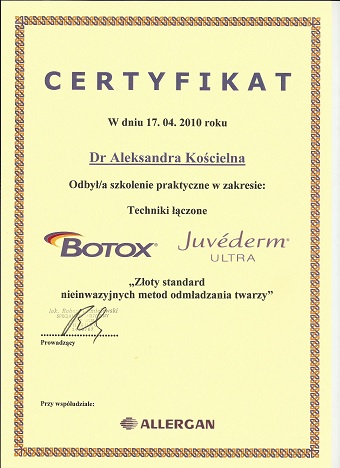 CERTYFIKAT
W dniu 17. 04. 2010 roku
Dr Aleksandra Kościelna
Odbył/a szkolenie praktyczne w zakresie:
Techniki łączone
BOTOX®
Juvéderm®
ULTRA
„Złoty standard
nieinwazyjnych metod odmładzania twarzy”
Prowadzący
Przy współudziale:
ALLERGAN